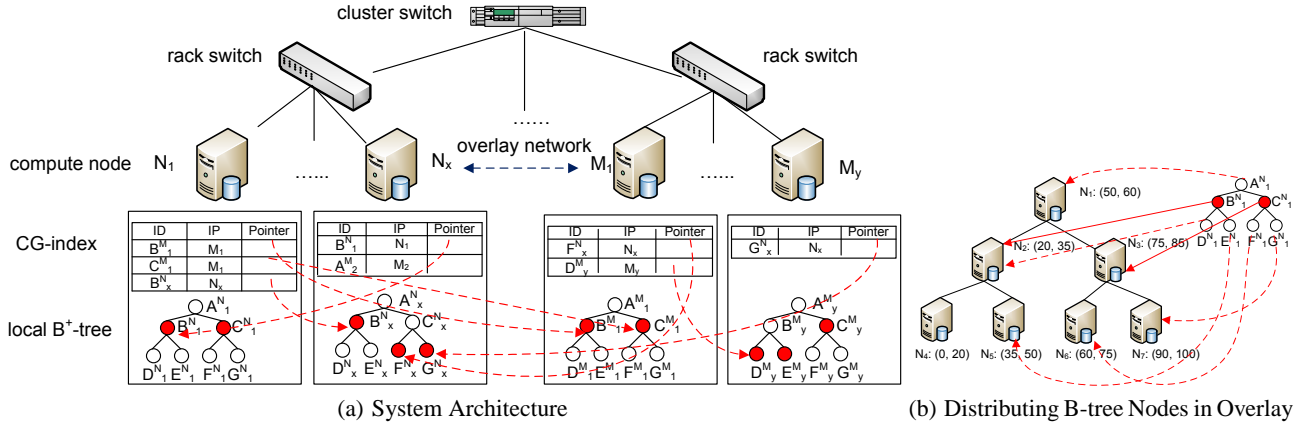 cluster switch
rack switch
rack switch
......
compute node
N1
......
Nx
overlay network
M1
......
My
CG-index
ID IP Pointer
B^M_1 M1
C^M_1 M1
B^N_x Nx
ID IP Pointer
B^N_1 N1
A^M_2 M2
ID IP Pointer
F^N_x Nx
D^M_y My
ID IP Pointer
G^N_x Nx
local B+-tree
A^N_1
B^N_1 C^N_1
D^N_1 E^N_1 F^N_1 G^N_1
A^N_x
B^N_x C^N_x
D^N_x E^N_x F^N_x G^N_x
A^M_1
B^M_1 C^M_1
D^M_1 E^M_1 F^M_1 G^M_1
A^M_y
B^M_y C^M_y
D^M_y E^M_y F^M_y G^M_y
(a) System Architecture
N1: (50, 60)
A^N_1
B^N_1 C^N_1
D^N_1 E^N_1 F^N_1 G^N_1
N2: (20, 35)
N3: (75, 85)
N4: (0, 20)
N5: (35, 50)
N6: (60, 75)
N7: (90, 100)
(b) Distributing B-tree Nodes in Overlay